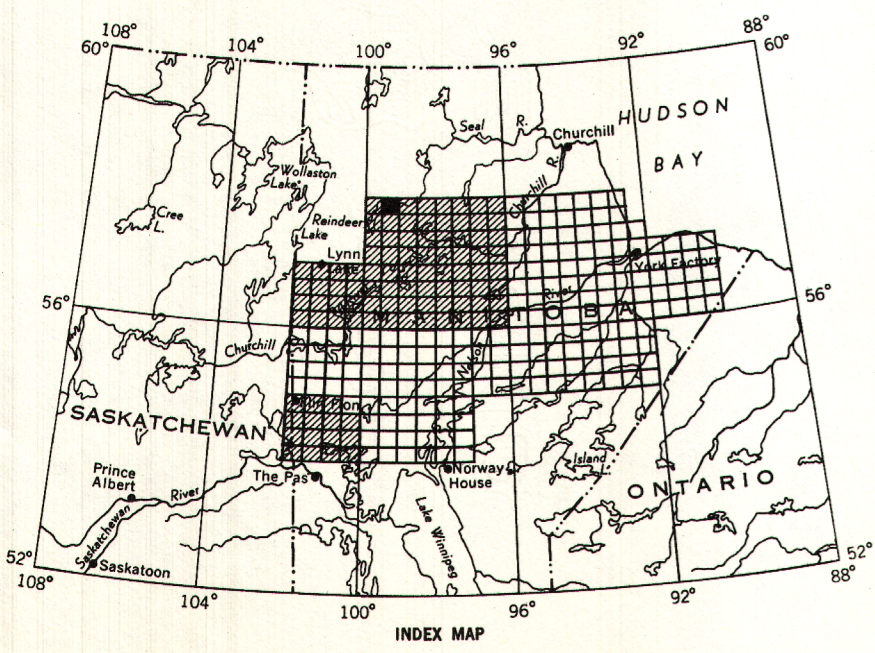 108°
60°
104°
100°
96°
92°
88°
60°
HUDSON
BAY
Seal R.
Churchill
Churchill R.
Wollaston
Lake
Cree
L.
Reindeer
Lake
Lynn
Lake
York Factory
River
56°
56°
MANITOBA
Churchill
Nelson
Flin Flon
SASKATCHEWAN
Prince
Albert
River
The Pas
Norway
House
Island
ONTARIO
Saskatchewan
Saskatoon
Lake Winnipeg
52°
108°
104°
100°
96°
92°
52°
88°
INDEX MAP